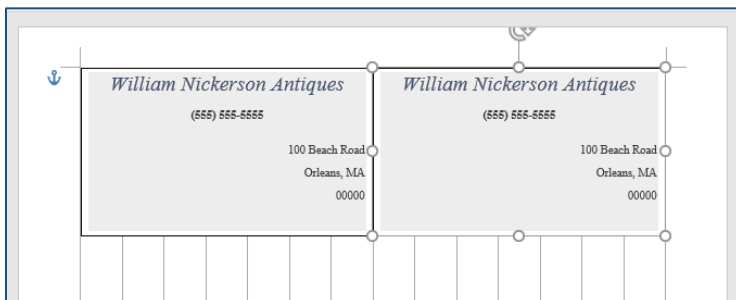 William Nickerson Antiques
(555) 555-5555
100 Beach Road
Orleans, MA
00000
William Nickerson Antiques
(555) 555-5555
100 Beach Road
Orleans, MA
00000